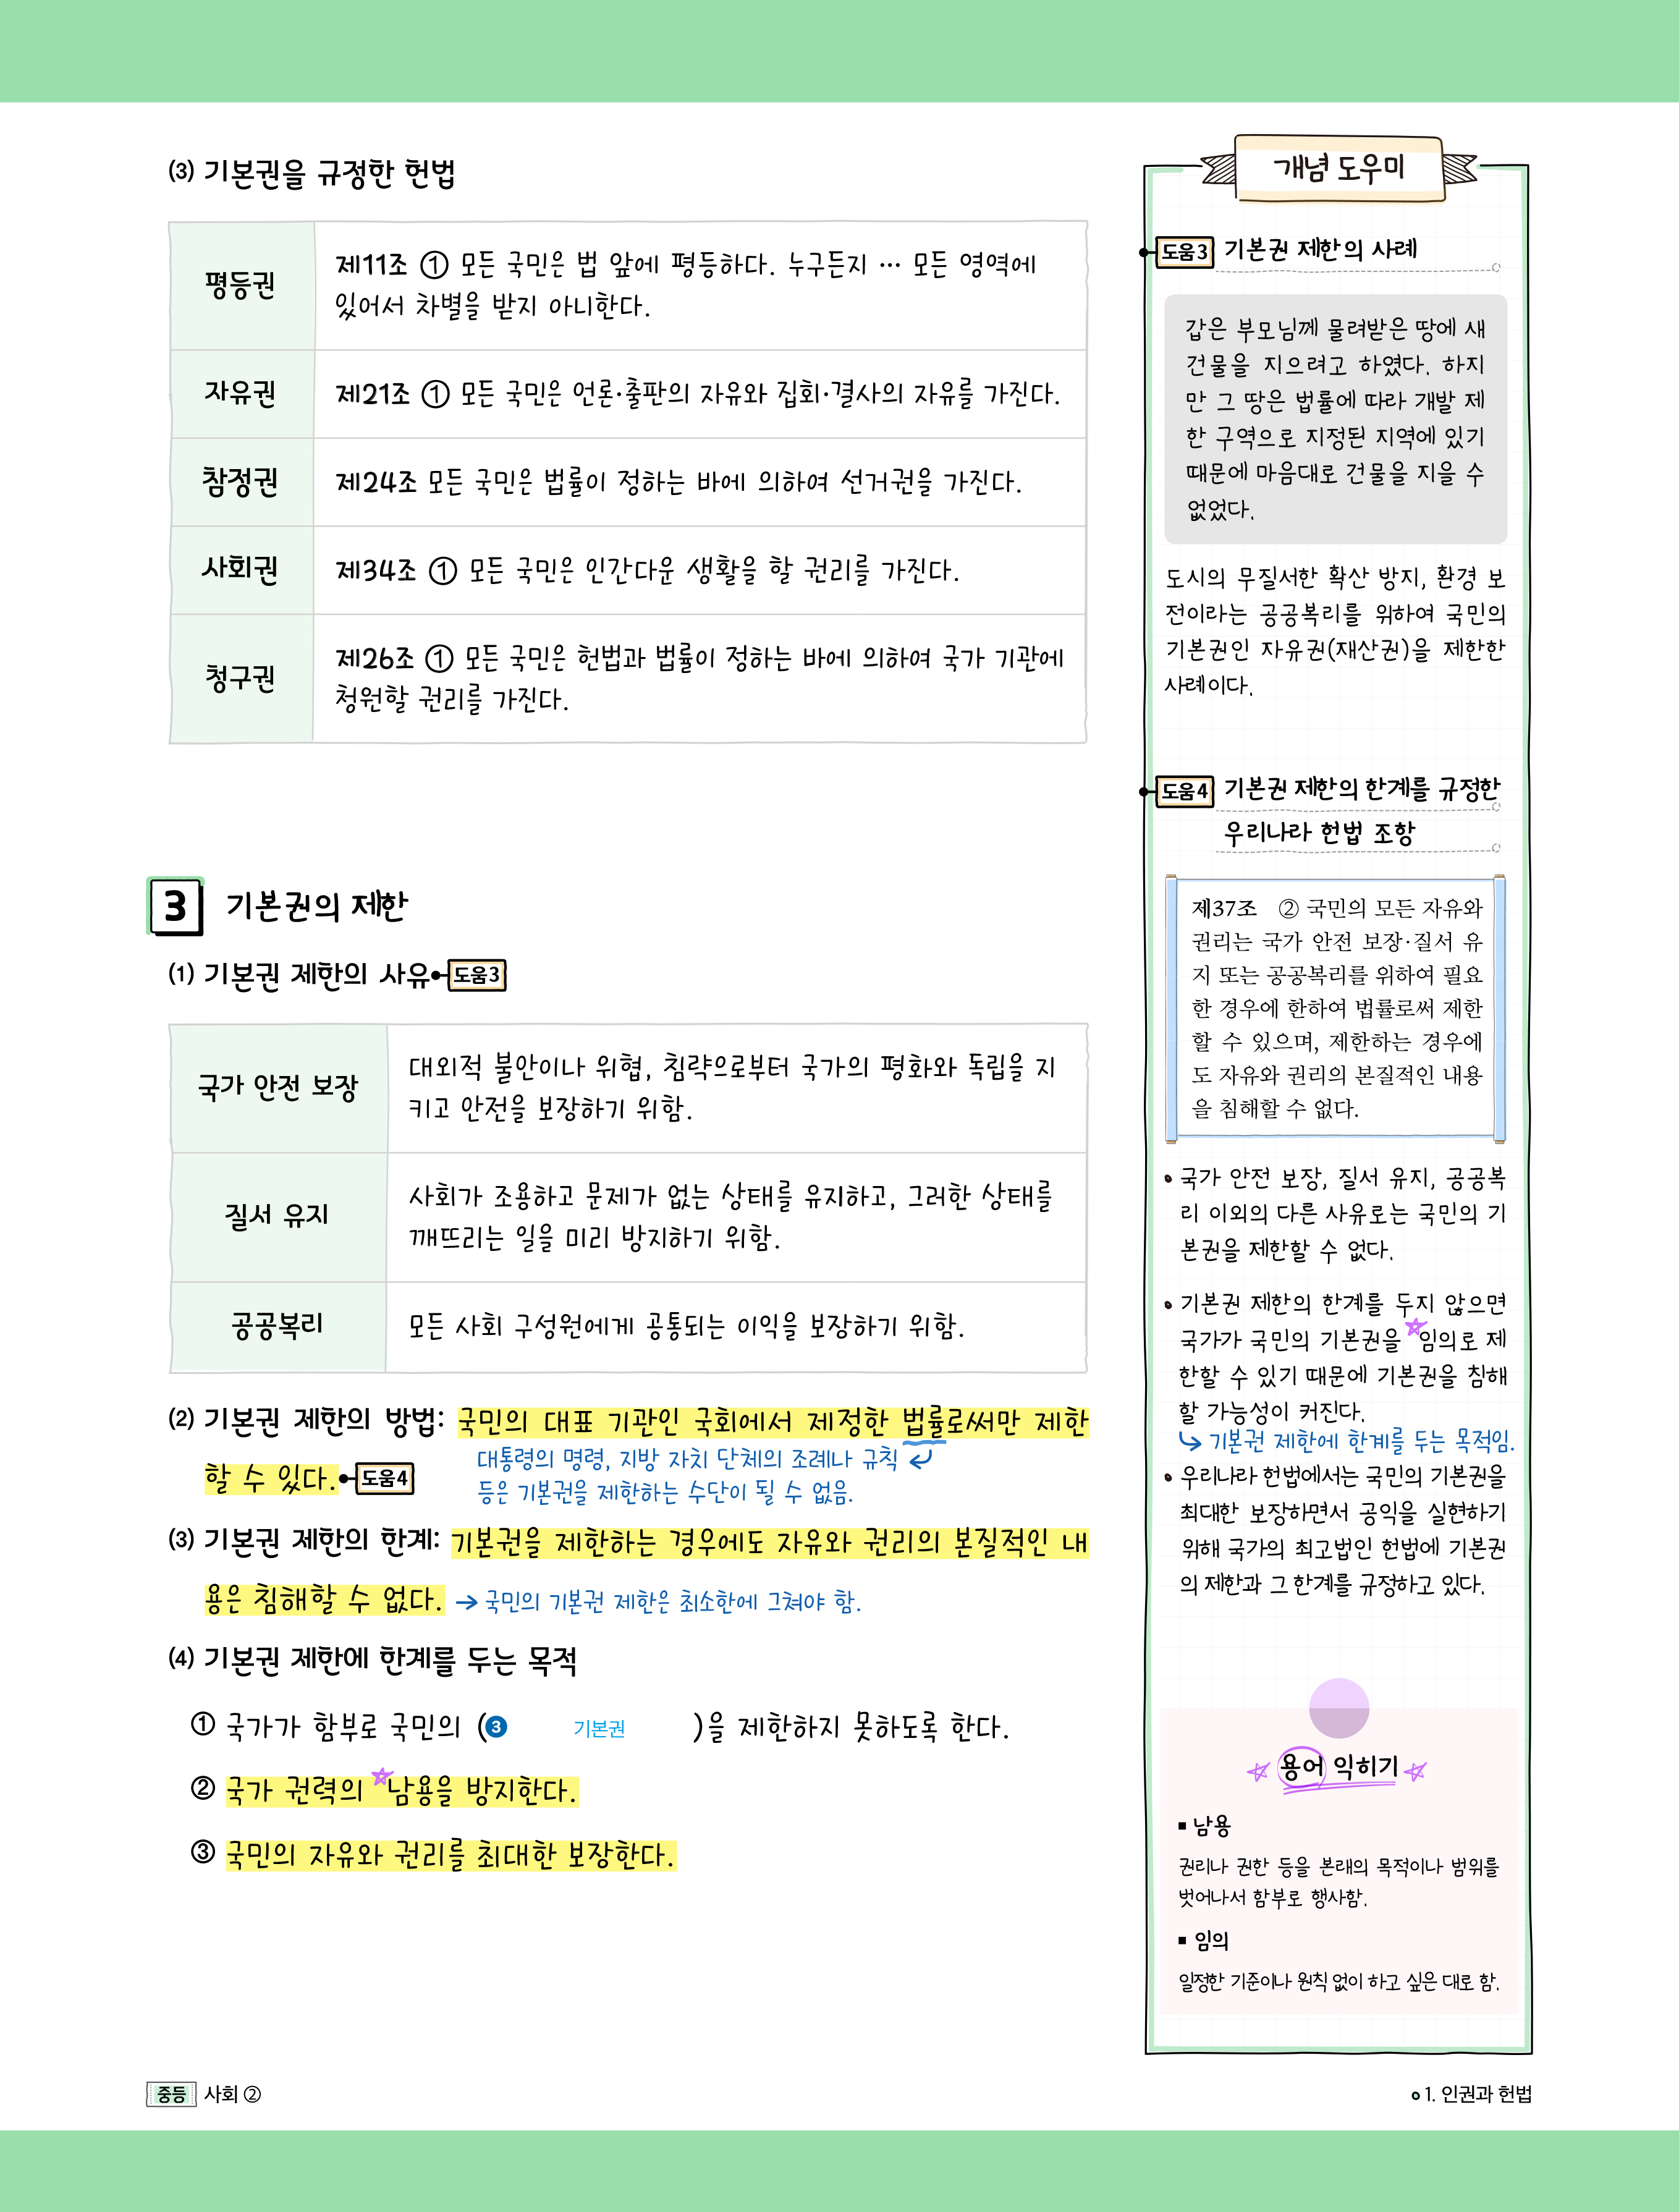 (3) 기본권을 규정한 헌법
평등권
제11조 ① 모든 국민은 법 앞에 평등하다. 누구든지 … 모든 영역에
있어서 차별을 받지 아니한다.
자유권
제21조 ① 모든 국민은 언론·출판의 자유와 집회·결사의 자유를 가진다.
참정권
제24조 모든 국민은 법률이 정하는 바에 의하여 선거권을 가진다.
사회권
제34조 ① 모든 국민은 인간다운 생활을 할 권리를 가진다.
청구권
제26조 ① 모든 국민은 헌법과 법률이 정하는 바에 의하여 국가 기관에
청원할 권리를 가진다.
3 기본권의 제한
(1) 기본권 제한의 사유 도움3
국가 안전 보장
대외적 불안이나 위협, 침략으로부터 국가의 평화와 독립을 지
키고 안전을 보장하기 위함.
질서 유지
사회가 조용하고 문제가 없는 상태를 유지하고, 그러한 상태를
깨뜨리는 일을 미리 방지하기 위함.
공공복리
모든 사회 구성원에게 공통되는 이익을 보장하기 위함.
(2) 기본권 제한의 방법: 국민의 대표 기관인 국회에서 제정한 법률로써만 제한
할 수 있다. 도움4
대통령의 명령, 지방 자치 단체의 조례나 규칙
등은 기본권을 제한하는 수단이 될 수 없음.
(3) 기본권 제한의 한계: 기본권을 제한하는 경우에도 자유와 권리의 본질적인 내
용은 침해할 수 없다. → 국민의 기본권 제한은 최소한에 그쳐야 함.
(4) 기본권 제한에 한계를 두는 목적
① 국가가 함부로 국민의 (3 기본권 )을 제한하지 못하도록 한다.
② 국가 권력의 남용을 방지한다.
③ 국민의 자유와 권리를 최대한 보장한다.
개념 도우미
도움3 기본권 제한의 사례
갑은 부모님께 물려받은 땅에 새
건물을 지으려고 하였다. 하지
만 그 땅은 법률에 따라 개발 제
한 구역으로 지정된 지역에 있기
때문에 마음대로 건물을 지을 수
없었다.
도시의 무질서한 확산 방지, 환경 보
전이라는 공공복리를 위하여 국민의
기본권인 자유권(재산권)을 제한한
사례이다.
도움4 기본권 제한의 한계를 규정한
우리나라 헌법 조항
제37조 ② 국민의 모든 자유와
권리는 국가 안전 보장·질서 유
지 또는 공공복리를 위하여 필요
한 경우에 한하여 법률로써 제한
할 수 있으며, 제한하는 경우에
도 자유와 권리의 본질적인 내용
을 침해할 수 없다.
• 국가 안전 보장, 질서 유지, 공공복
리 이외의 다른 사유로는 국민의 기
본권을 제한할 수 없다.
• 기본권 제한의 한계를 두지 않으면
국가가 국민의 기본권을 임의로 제
한할 수 있기 때문에 기본권을 침해
할 가능성이 커진다.
기본권 제한에 한계를 두는 목적임.
• 우리나라 헌법에서는 국민의 기본권을
최대한 보장하면서 공익을 실현하기
위해 국가의 최고법인 헌법에 기본권
의 제한과 그 한계를 규정하고 있다.
용어 익히기
▪ 남용
권리나 권한 등을 본래의 목적이나 범위를
벗어나서 함부로 행사함.
▪ 임의
일정한 기준이나 원칙 없이 하고 싶은 대로 함.
중등 사회 ②
1. 인권과 헌법